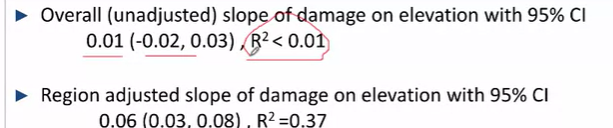 ► Overall (unadjusted) slope of damage on elevation with 95% CI
0.01 (-0.02, 0.03) , R² < 0.01
► Region adjusted slope of damage on elevation with 95% CI
0.06 (0.03, 0.08) , R² =0.37